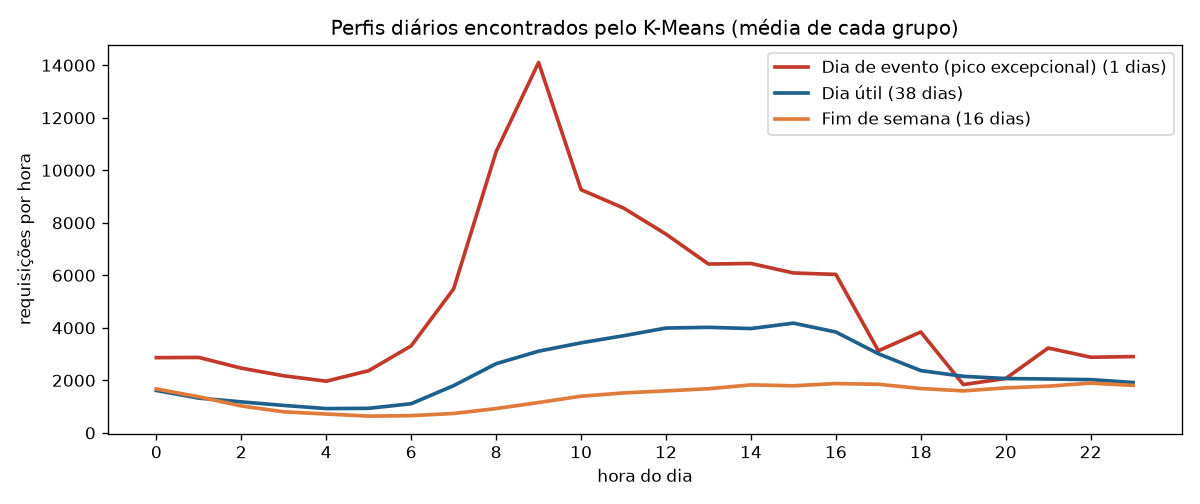 Perfis diários encontrados pelo K-Means (média de cada grupo)
Dia de evento (pico excepcional) (1 dias)
Dia útil (38 dias)
Fim de semana (16 dias)
requisições por hora
14000
12000
10000
8000
6000
4000
2000
0
0 2 4 6 8 10 12 14 16 18 20 22
hora do dia